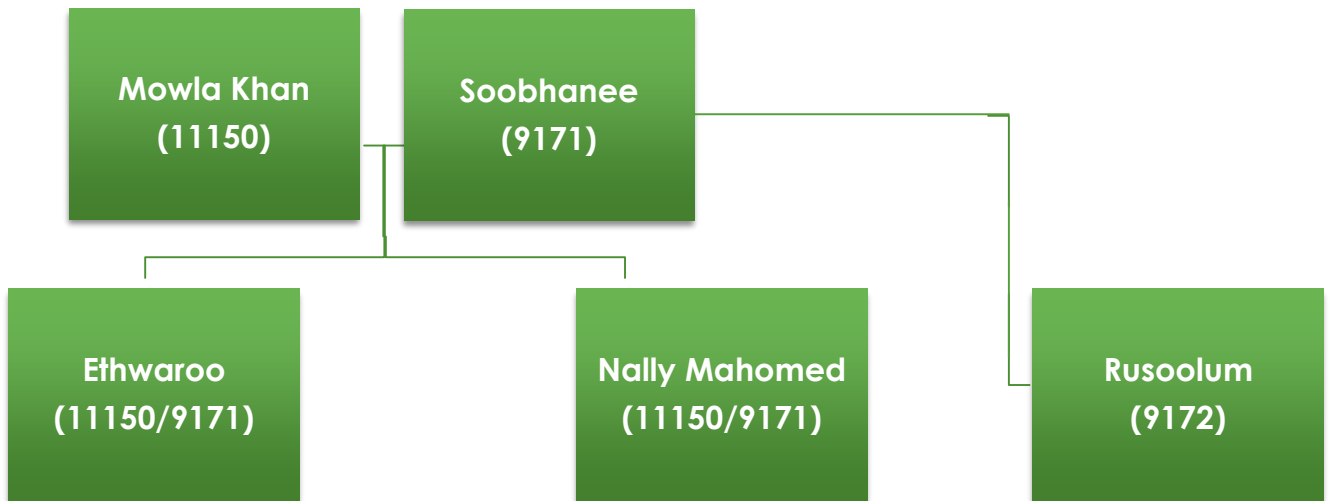 Mowla Khan
(11150)
Soobhanee
(9171)
Ethwaroo
(11150/9171)
Nally Mahomed
(11150/9171)
Rusoolum
(9172)